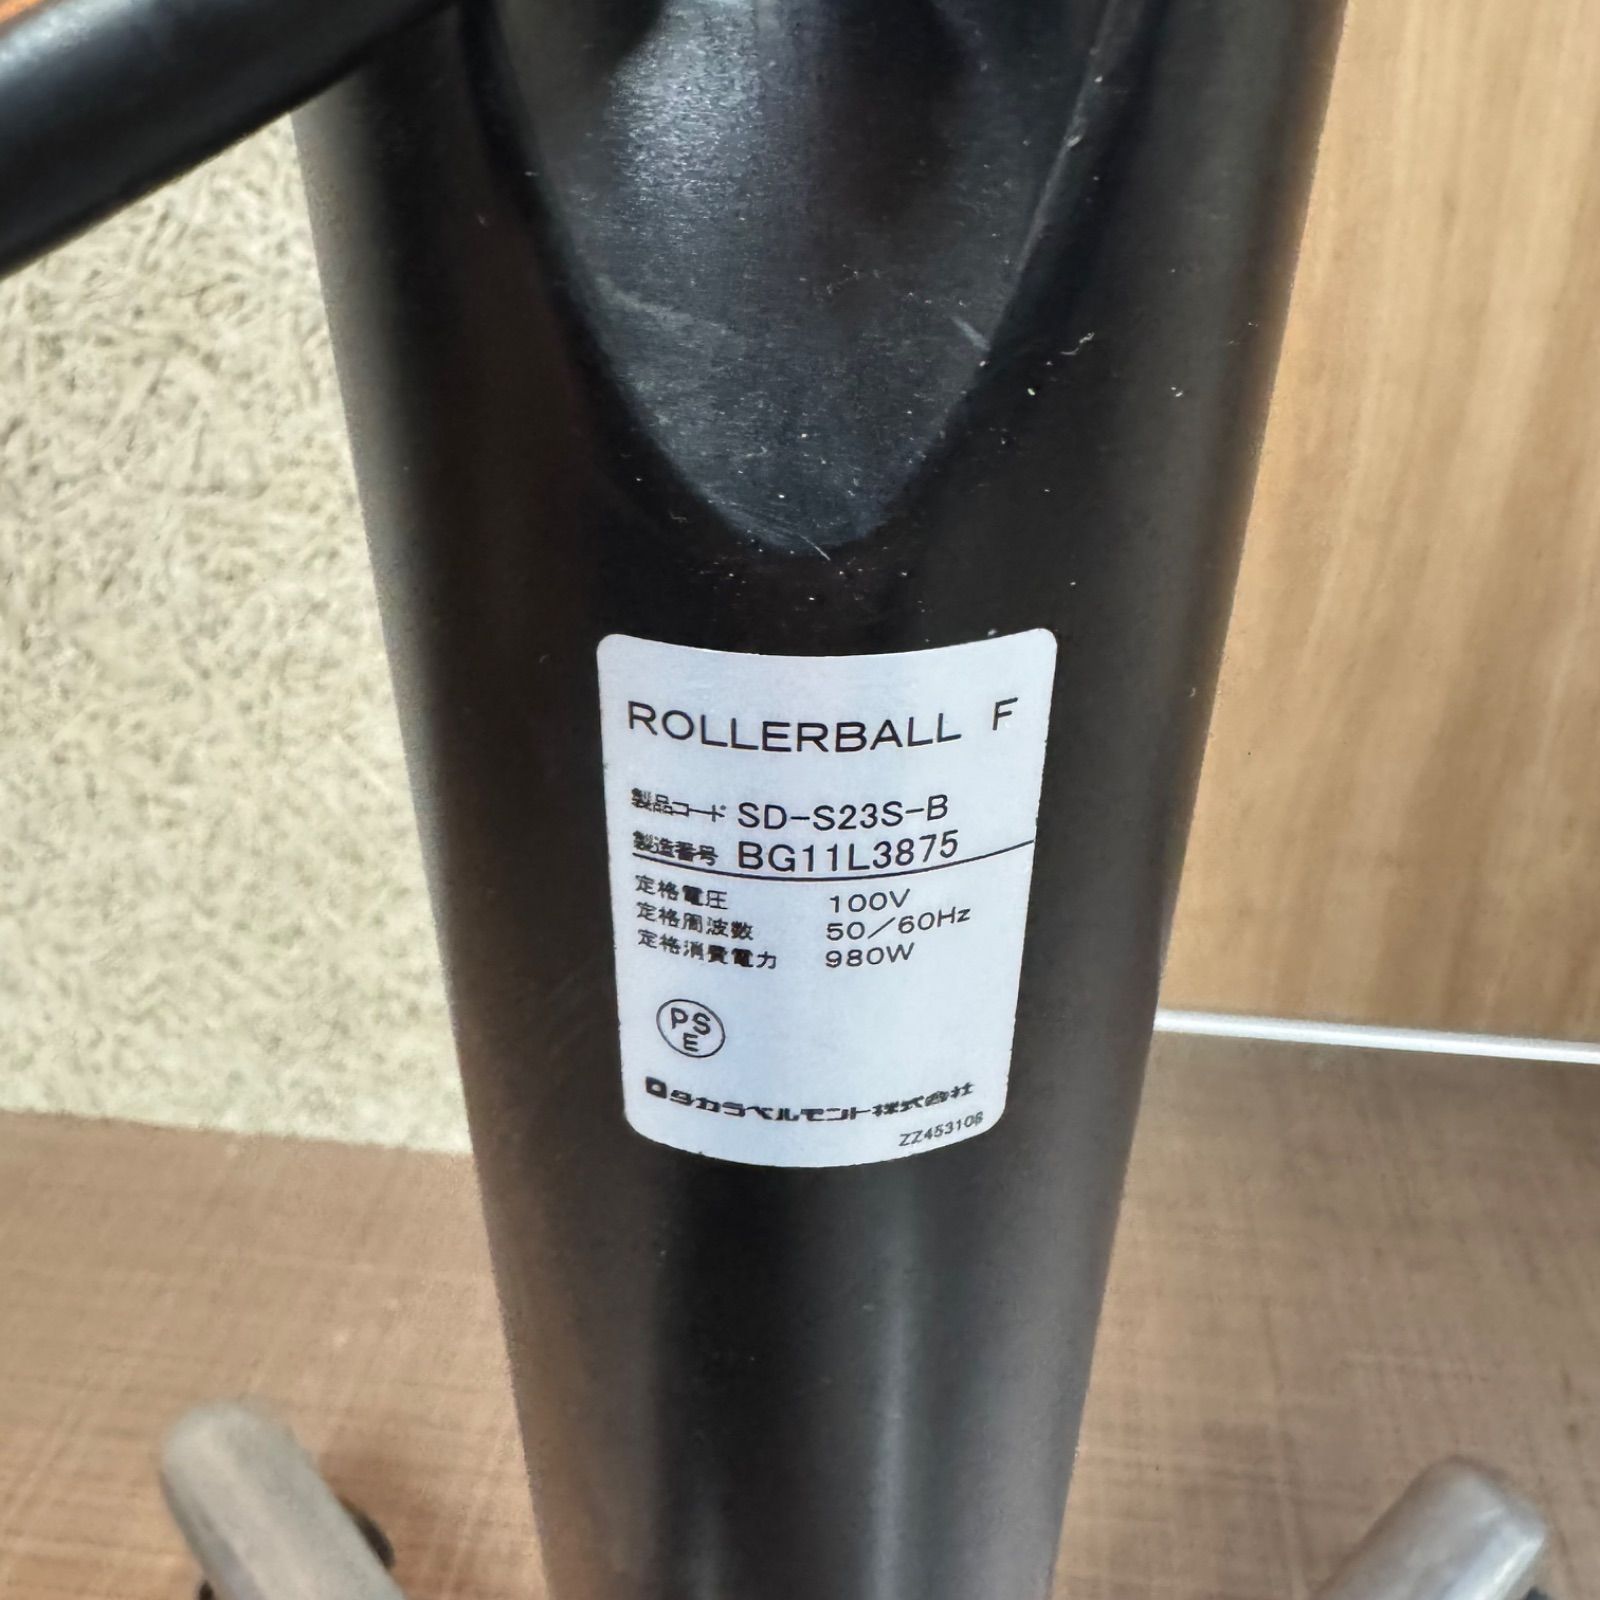 ROLLERBALL F
製品コード SD-S23S-B
製造番号 BG11L3875
定格電圧 100V
定格周波数 50/60Hz
定格消費電力 980W
PS
E
タカラベルモント株式会社
ZZ453106